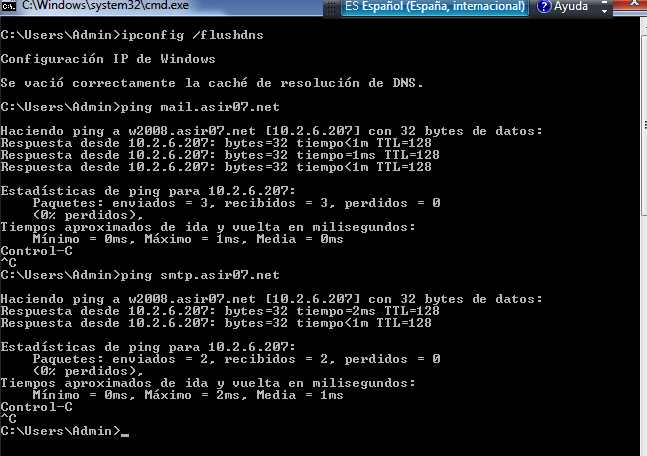 C:\Windows\system32\cmd.exe
ES Español (España, internacional)
Ayuda
C:\Users\Admin>ipconfig /flushdns
Configuración IP de Windows
Se vació correctamente la caché de resolución de DNS.
C:\Users\Admin>ping mail.asir07.net
Haciendo ping a w2008.asir07.net [10.2.6.207] con 32 bytes de datos:
Respuesta desde 10.2.6.207: bytes=32 tiempo<1m TTL=128
Respuesta desde 10.2.6.207: bytes=32 tiempo=1ms TTL=128
Respuesta desde 10.2.6.207: bytes=32 tiempo<1m TTL=128
Estadísticas de ping para 10.2.6.207:
Paquetes: enviados = 3, recibidos = 3, perdidos = 0
(0% perdidos),
Tiempos aproximados de ida y vuelta en milisegundos:
Mínimo = 0ms, Máximo = 1ms, Media = 0ms
Control-C
^C
C:\Users\Admin>ping smtp.asir07.net
Haciendo ping a w2008.asir07.net [10.2.6.207] con 32 bytes de datos:
Respuesta desde 10.2.6.207: bytes=32 tiempo=2ms TTL=128
Respuesta desde 10.2.6.207: bytes=32 tiempo<1m TTL=128
Estadísticas de ping para 10.2.6.207:
Paquetes: enviados = 2, recibidos = 2, perdidos = 0
(0% perdidos),
Tiempos aproximados de ida y vuelta en milisegundos:
Mínimo = 0ms, Máximo = 2ms, Media = 1ms
Control-C
^C
C:\Users\Admin>_